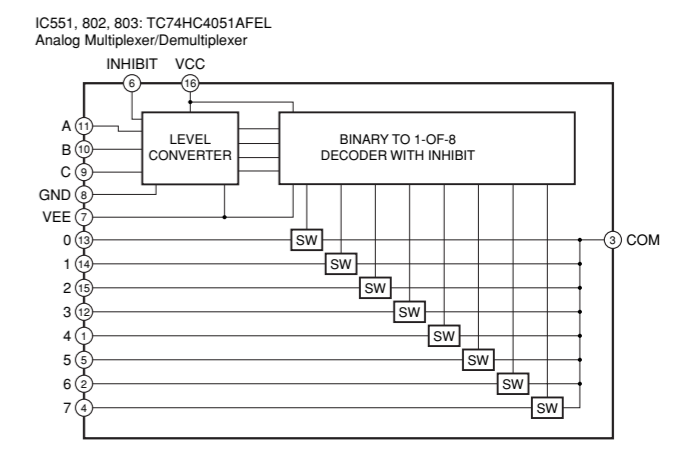 IC551, 802, 803: TC74HC4051AFEL
Analog Multiplexer/Demultiplexer
INHIBIT VCC
6 16
A 11
B 10
C 9
GND 8
VEE 7
LEVEL
CONVERTER
BINARY TO 1-OF-8
DECODER WITH INHIBIT
0 13 SW 3 COM
1 14 SW
2 15 SW
3 12 SW
4 1 SW
5 5 SW
6 2 SW
7 4 SW